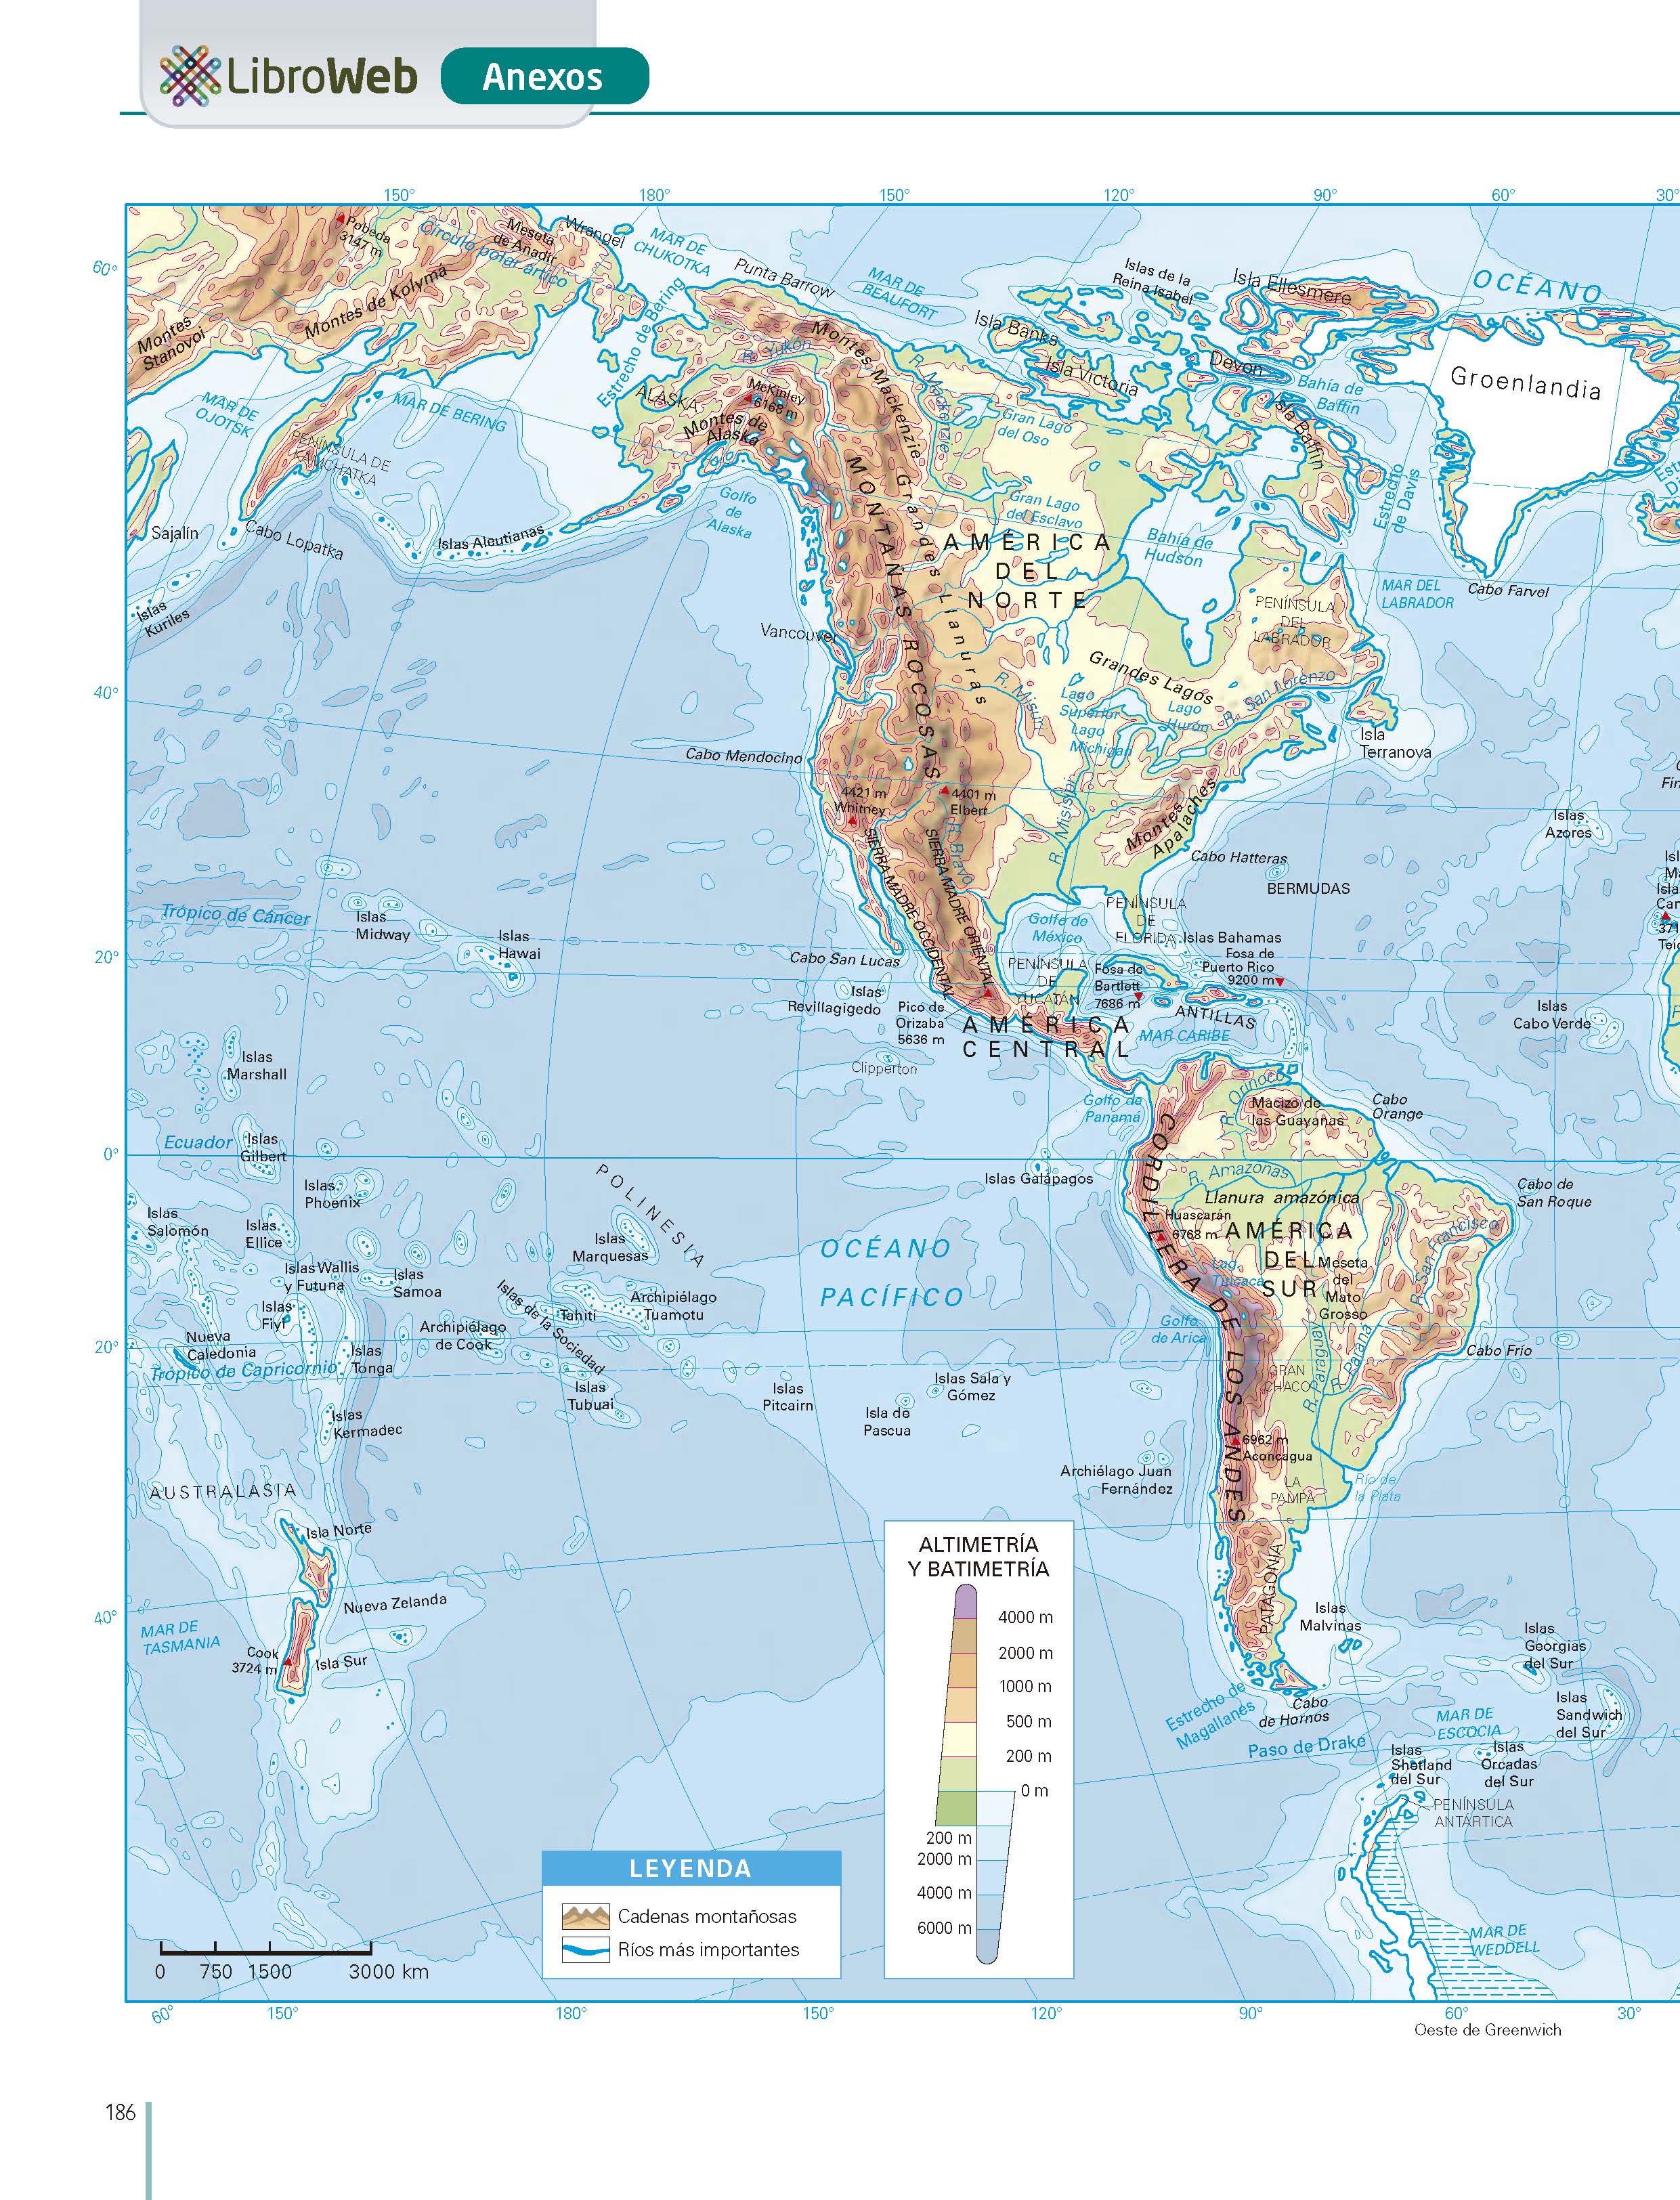 LibroWeb
Anexos
150°
180°
150°
120°
90°
60°
30°
60°
40°
20°
0°
20°
40°
Pobeda
3147 m
Meseta
de Anadir
Wrangel
Círculo polar ártico
MAR DE
CHUKOTKA
Punta Barrow
MAR DE
BEAUFORT
Islas de la
Reina Isabel
Isla Ellesmere
OCÉANO
Montes
Stanovoi
Montes de Kolymá
Estrecho de Bering
R. Yukón
Montes Mackenzie
R. Mackenzie
Isla Banks
Isla Victoria
Devon
Bahía de
Baffin
Groenlandia
MAR DE
OJOTSK
MAR DE BERING
PENÍNSULA DE
KAMCHATKA
ALASKA
McKinley
6168 m
Montes de
Alaska
Gran Lago
del Oso
Isla Baffin
Estrecho
de Davis
Sajalín
Cabo Lopatka
Islas Aleutianas
Golfo
de
Alaska
MONTAÑAS ROCOSAS
Grandes Llanuras
Gran Lago
del Esclavo
AMÉRICA
DEL
NORTE
Bahía de
Hudson
MAR DEL
LABRADOR
Cabo Farvel
Islas
Kuriles
Vancouver
PENÍNSULA
DEL
LABRADOR
Grandes Lagos
R. Misuri
Lago
Superior
Lago
Hurón
Lago
Michigan
R. San Lorenzo
Isla
Terranova
Cabo Mendocino
4421 m
Whitney
4401 m
Elbert
R. Misisipi
Montes
Apalaches
Cabo Hatteras
BERMUDAS
Islas
Azores
SIERRA MADRE OCCIDENTAL
SIERRA MADRE ORIENTAL
R. Bravo
Trópico de Cáncer
Islas
Midway
Islas
Hawai
Cabo San Lucas
Golfo de
México
PENÍNSULA
DE
FLORIDA
Islas Bahamas
Fosa de
Puerto Rico
9200 m
PENÍNSULA
DE
YUCATÁN
Fosa de
Bartlett
7686 m
Islas
Revillagigedo
Pico de
Orizaba
5636 m
ANTILLAS
MAR CARIBE
AMÉRICA
CENTRAL
Clipperton
Islas
Cabo Verde
Islas
Marshall
Golfo de
Panamá
R. Orinoco
Macizo de
las Guayanas
Cabo
Orange
Ecuador
Islas
Gilbert
Islas Galápagos
R. Amazonas
Llanura amazónica
Cabo de
San Roque
Islas
Phoenix
POLINESIA
Islas
Salomón
Islas
Ellice
Islas
Marquesas
OCÉANO
PACÍFICO
Huascarán
6768 m
AMÉRICA
DEL
SUR
Meseta
del
Mato
Grosso
R. San Francisco
Lag.
Titicaca
Islas Wallis
y Futuna
Islas
Samoa
Islas
Fiyi
Islas de la Sociedad
Tahití
Archipiélago
Tuamotu
Nueva
Caledonia
Islas
Tonga
Archipiélago
de Cook
Golfo
de Arica
CORDILLERA DE LOS ANDES
R. Paraguay
R. Paraná
Cabo Frío
Trópico de Capricornio
GRAN
CHACO
Islas
Tubuai
Islas
Pitcairn
Islas Sala y
Gómez
Isla de
Pascua
Islas
Kermadec
6962 m
Aconcagua
Archiélago Juan
Fernández
LA
PAMPA
Río de
la Plata
AUSTRALASIA
Isla Norte
Nueva Zelanda
MAR DE
TASMANIA
Cook
3724 m
Isla Sur
PATAGONIA
Islas
Malvinas
Islas
Georgias
del Sur
Islas
Sandwich
del Sur
Estrecho de
Magallanes
Cabo
de Hornos
Paso de Drake
MAR DE
ESCOCIA
Islas
Shetland
del Sur
Islas
Orcadas
del Sur
PENÍNSULA
ANTÁRTICA
MAR DE
WEDDELL
ALTIMETRÍA
Y BATIMETRÍA
4000 m
2000 m
1000 m
500 m
200 m
0 m
200 m
2000 m
4000 m
6000 m
LEYENDA
Cadenas montañosas
Ríos más importantes
0 750 1500 3000 km
60°
150°
180°
150°
120°
90°
60°
30°
Oeste de Greenwich
186